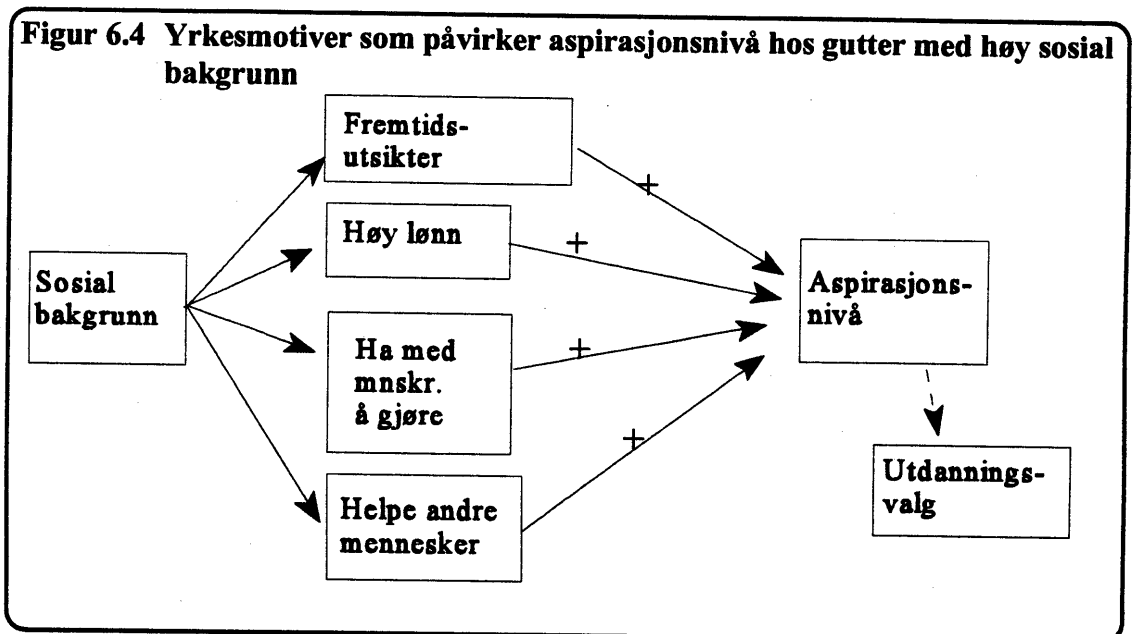 Figur 6.4 Yrkesmotiver som påvirker aspirasjonsnivå hos gutter med høy sosial
bakgrunn
Fremtids-
utsikter
+
Høy lønn
+
Sosial
bakgrunn
Aspirasjons-
nivå
Ha med
mnskr.
å gjøre
+
+
Helpe andre
mennesker
Utdannings-
valg